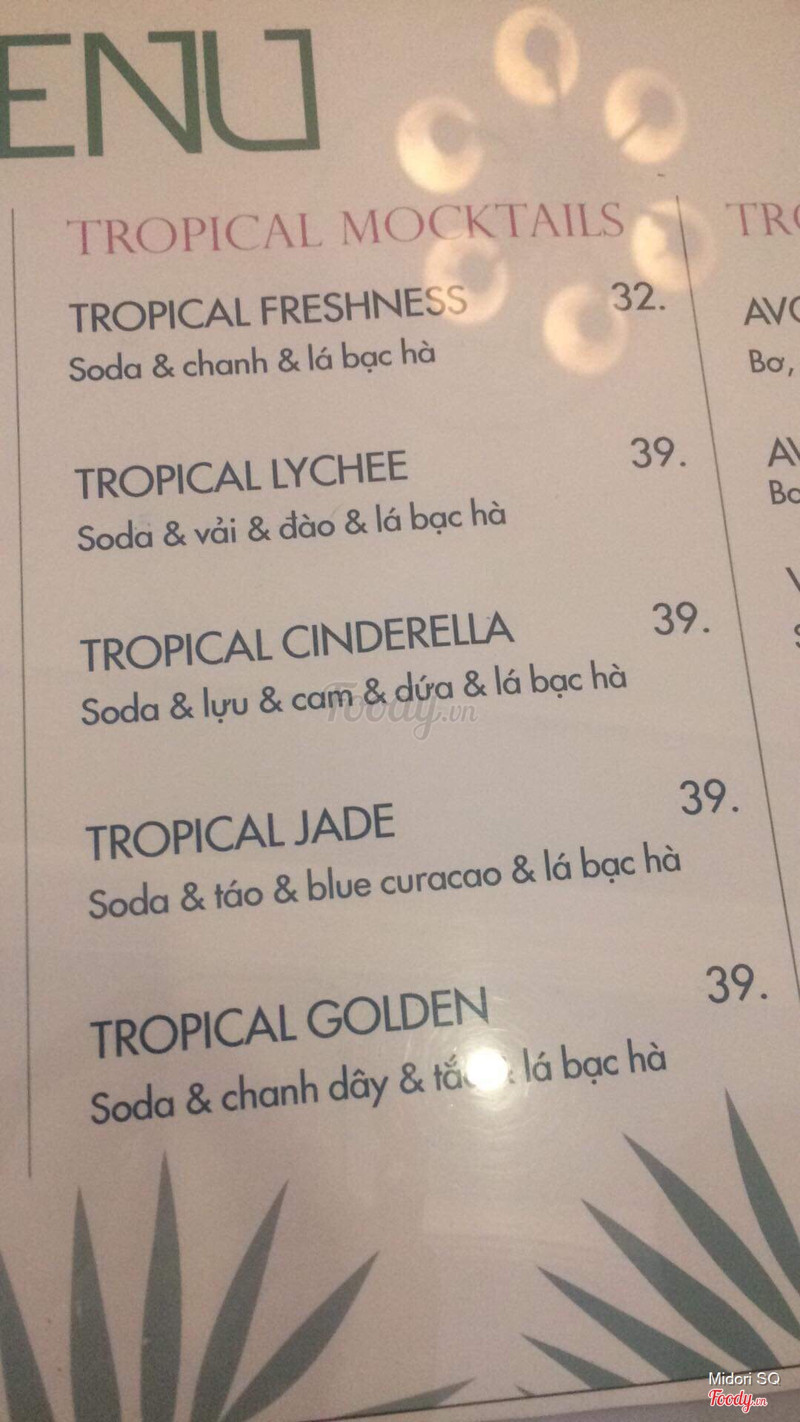 ENU
TROPICAL MOCKTAILS
TROPICAL FRESHNESS 32.
Soda & chanh & lá bạc hà
TROPICAL LYCHEE 39.
Soda & vải & đào & lá bạc hà
TROPICAL CINDERELLA 39.
Soda & lựu & cam & dứa & lá bạc hà
TROPICAL JADE 39.
Soda & táo & blue curacao & lá bạc hà
TROPICAL GOLDEN 39.
Soda & chanh dây & lá bạc hà
TRO
AVO
Bơ,
AV
Foody.vn
Midori SQ
Foody.vn